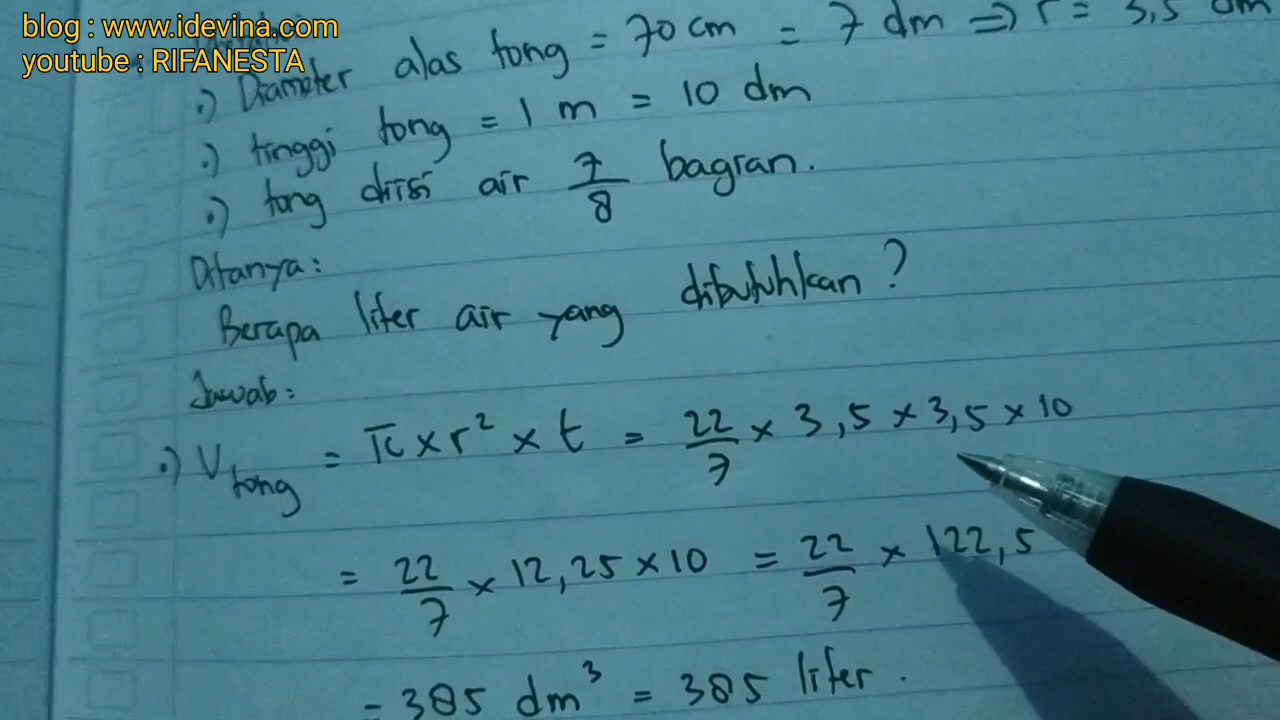 blog : www.idevina.com
youtube : RIFANESTA
•) Diameter alas tong = 70 cm = 7 dm => r = 3,5 dm
•) tinggi tong = 1 m = 10 dm
•) tong diisi air 7/8 bagian.
Ditanya:
Berapa liter air yang dibutuhkan?
Jawab:
•) V tong = π × r² × t = 22/7 × 3,5 × 3,5 × 10
= 22/7 × 12,25 × 10 = 22/7 × 122,5
= 385 dm³ = 385 liter.